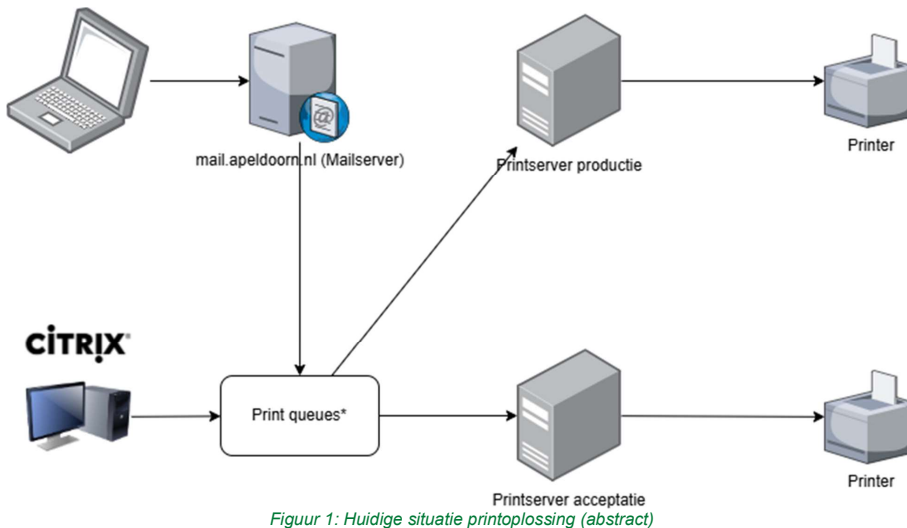 mail.apeldoorn.nl (Mailserver)
Printserver productie
Printer
CITRIX®
Print queues*
Printserver acceptatie
Printer
Figuur 1: Huidige situatie printoplossing (abstract)